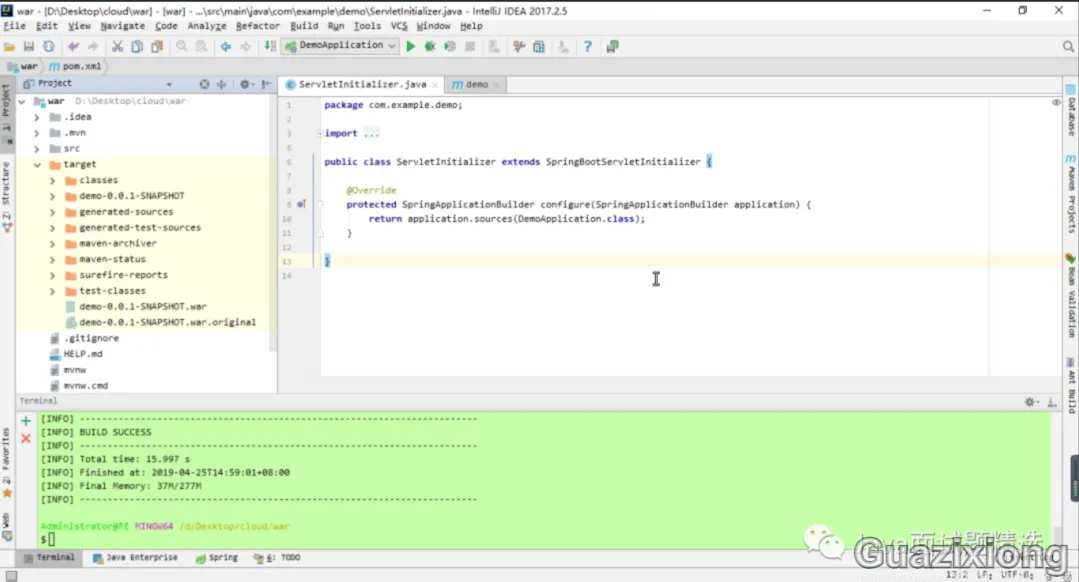 war - [D:\Desktop\cloud\war] - [war] - ...\src\main\java\com\example\demo\ServletInitializer.java - IntelliJ IDEA 2017.2.5
File Edit View Navigate Code Analyze Refactor Build Run Tools VCS Window Help
DemoApplication
war pom.xml
Project
ServletInitializer.java
demo
war D:\Desktop\cloud\war
.idea
.mvn
src
target
classes
demo-0.0.1-SNAPSHOT
generated-sources
generated-test-sources
maven-archiver
maven-status
surefire-reports
test-classes
demo-0.0.1-SNAPSHOT.war
demo-0.0.1-SNAPSHOT.war.original
.gitignore
HELP.md
mvnw
mvnw.cmd
1 package com.example.demo;
2
3 import ...
5
6 public class ServletInitializer extends SpringBootServletInitializer {
7
8 @Override
9 protected SpringApplicationBuilder configure(SpringApplicationBuilder application) {
10 return application.sources(DemoApplication.class);
11 }
12
13 }
14
1: Project
Z: Structure
2: Favorites
Web
Database
Maven Projects
Bean Validation
Ant Build
Terminal
[INFO] ------------------------------------------------------------------------
[INFO] BUILD SUCCESS
[INFO] ------------------------------------------------------------------------
[INFO] Total time: 15.997 s
[INFO] Finished at: 2019-04-25T14:59:01+08:00
[INFO] Final Memory: 37M/277M
[INFO] ------------------------------------------------------------------------
Administrator@FE MINGW64 /d/Desktop/cloud/war
$
Terminal Java Enterprise Spring 6: TODO
Java面试题精选
Guazixiong
13:2 LF: UTF-8: